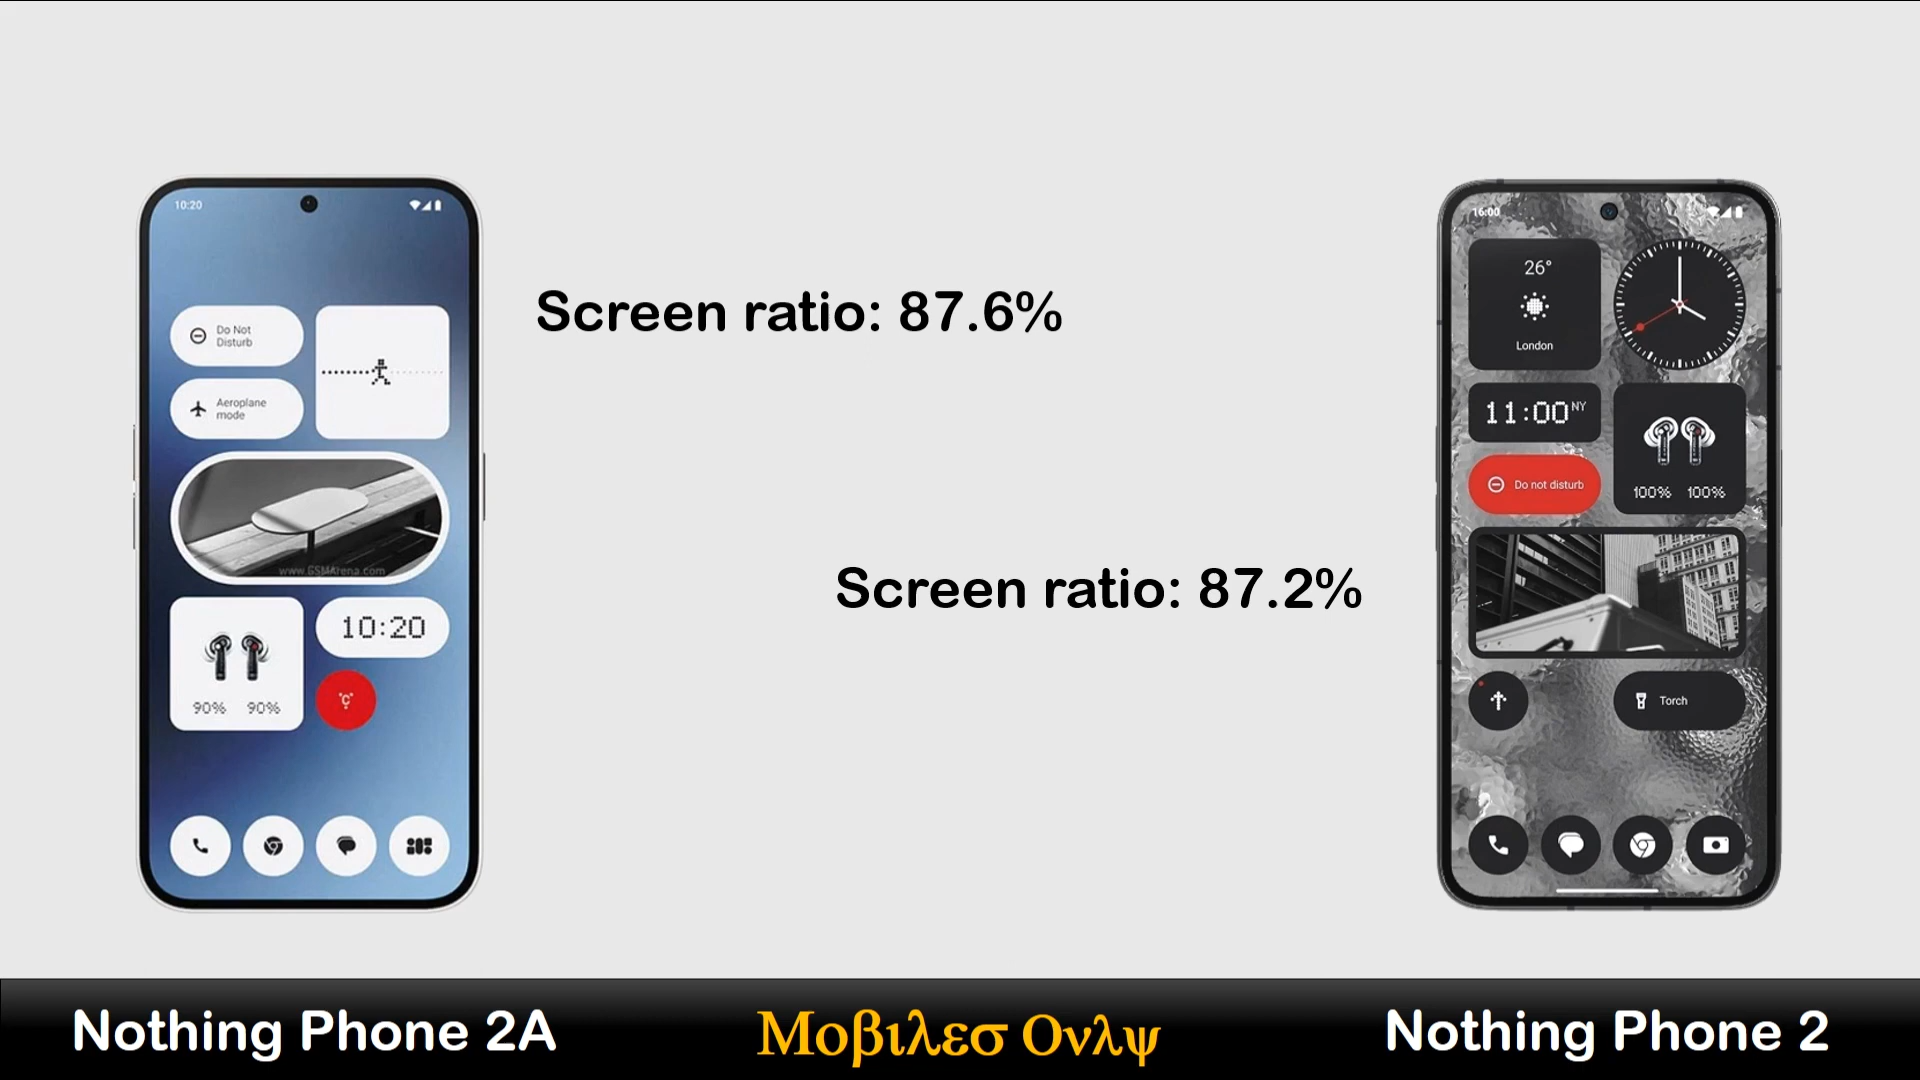 10:20
Do Not
Disturb
Aeroplane
mode
www.GSMArena.com
10:20
90% 90%
Screen ratio: 87.6%
Screen ratio: 87.2%
16:00
26°
London
11:00 NY
Do not disturb
100% 100%
Torch
Nothing Phone 2A
Μοβιλεσ Ονλψ
Nothing Phone 2